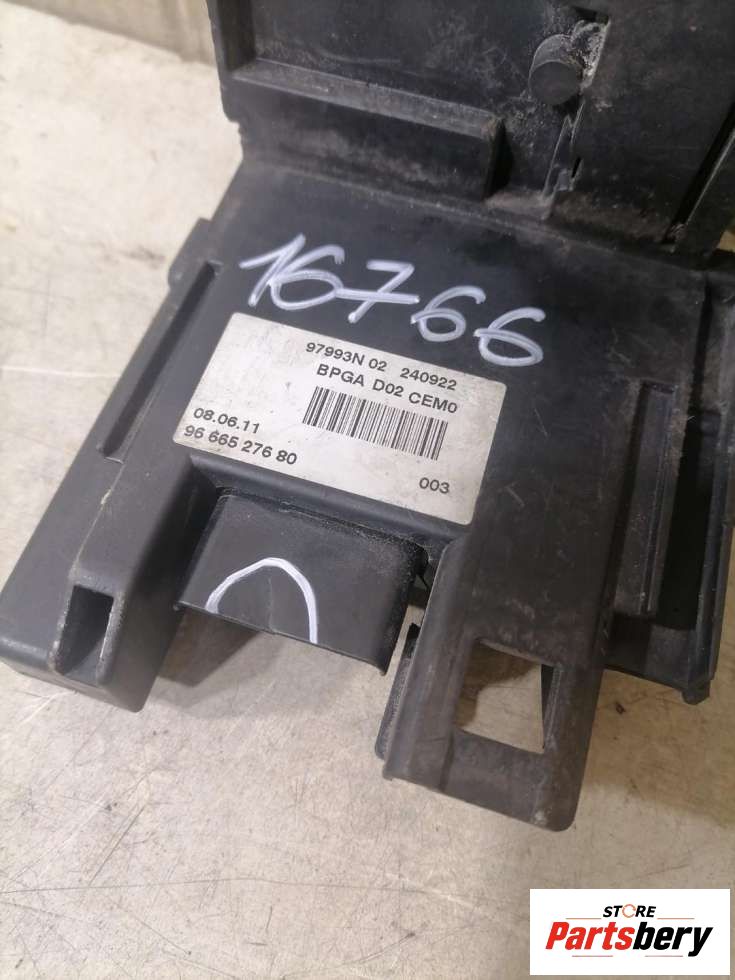 16766
97993N 02 240922
BPGA D02 CEM0
08.06.11
96 665 276 80
003
STORE
Partsbery